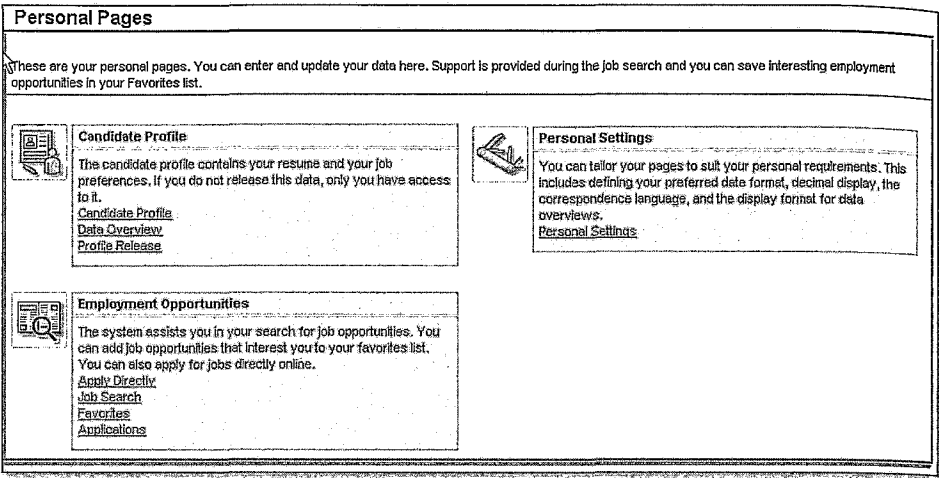 Personal Pages
These are your personal pages. You can enter and update your data here. Support is provided during the job search and you can save interesting employment
opportunities in your Favorites list.
Candidate Profile
The candidate profile contains your resume and your job
preferences. If you do not release this data, only you have access
to it.
Candidate Profile
Data Overview
Profile Release
Personal Settings
You can tailor your pages to suit your personal requirements. This
includes defining your preferred date format, decimal display, the
correspondence language, and the display format for data
overviews.
Personal Settings
Employment Opportunities
The system assists you in your search for job opportunities. You
can add job opportunities that interest you to your favorites list.
You can also apply for jobs directly online.
Apply Directly
Job Search
Favorites
Applications